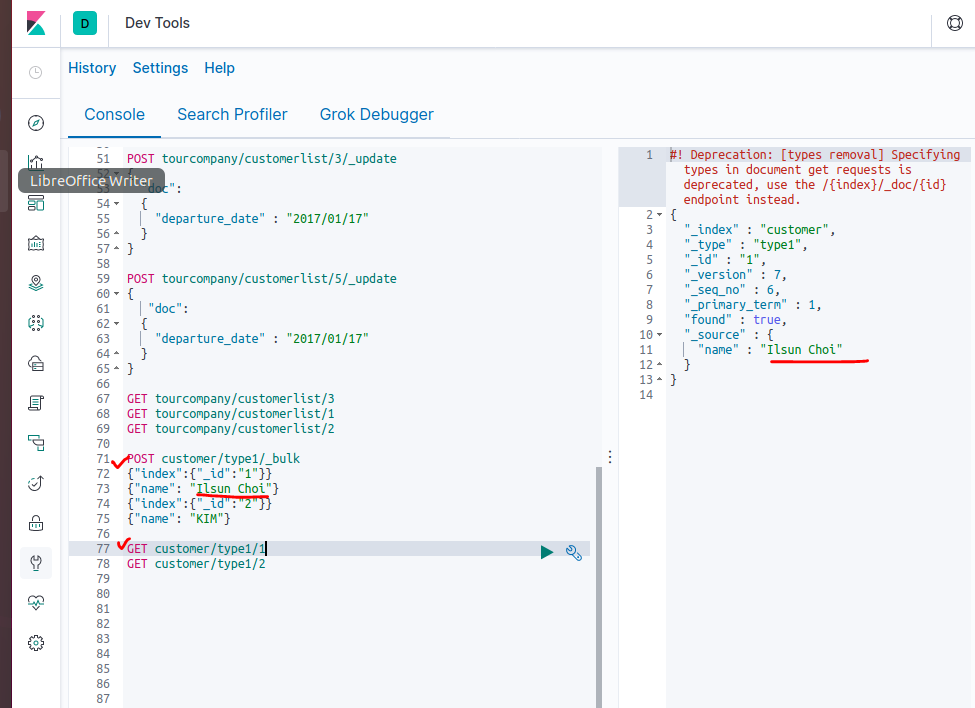 D
Dev Tools
History Settings Help
Console Search Profiler Grok Debugger
51 POST tourcompany/customerlist/3/_update
LibreOffice Writer
doc":
54 {
55 "departure_date" : "2017/01/17"
56 }
57 }
58
59 POST tourcompany/customerlist/5/_update
60 {
61 "doc":
62 {
63 "departure_date" : "2017/01/17"
64 }
65 }
66
67 GET tourcompany/customerlist/3
68 GET tourcompany/customerlist/1
69 GET tourcompany/customerlist/2
70
71 POST customer/type1/_bulk
72 {"index":{"_id":"1"}}
73 {"name": "Ilsun Choi"}
74 {"index":{"_id":"2"}}
75 {"name": "KIM"}
76
77 GET customer/type1/1
78 GET customer/type1/2
79
80
81
82
83
84
85
86
87
1 #! Deprecation: [types removal] Specifying
types in document get requests is
deprecated, use the /{index}/_doc/{id}
endpoint instead.
2 {
3 "_index" : "customer",
4 "_type" : "type1",
5 "_id" : "1",
6 "_version" : 7,
7 "_seq_no" : 6,
8 "_primary_term" : 1,
9 "found" : true,
10 "_source" : {
11 "name" : "Ilsun Choi"
12 }
13 }
14